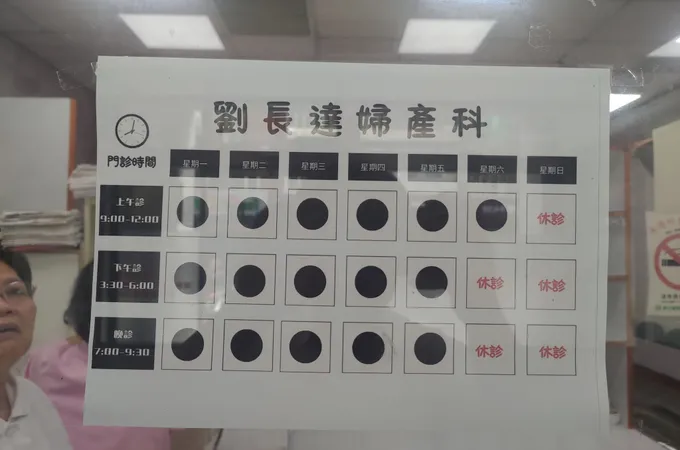 劉長達婦產科
門診時間 星期一 星期二 星期三 星期四 星期五 星期六 星期日
上午診 9:00-12:00 ● ● ● ● ● ● 休診
下午診 3:30-6:00 ● ● ● ● ● 休診 休診
晚診 7:00-9:30 ● ● ● ● ● 休診 休診